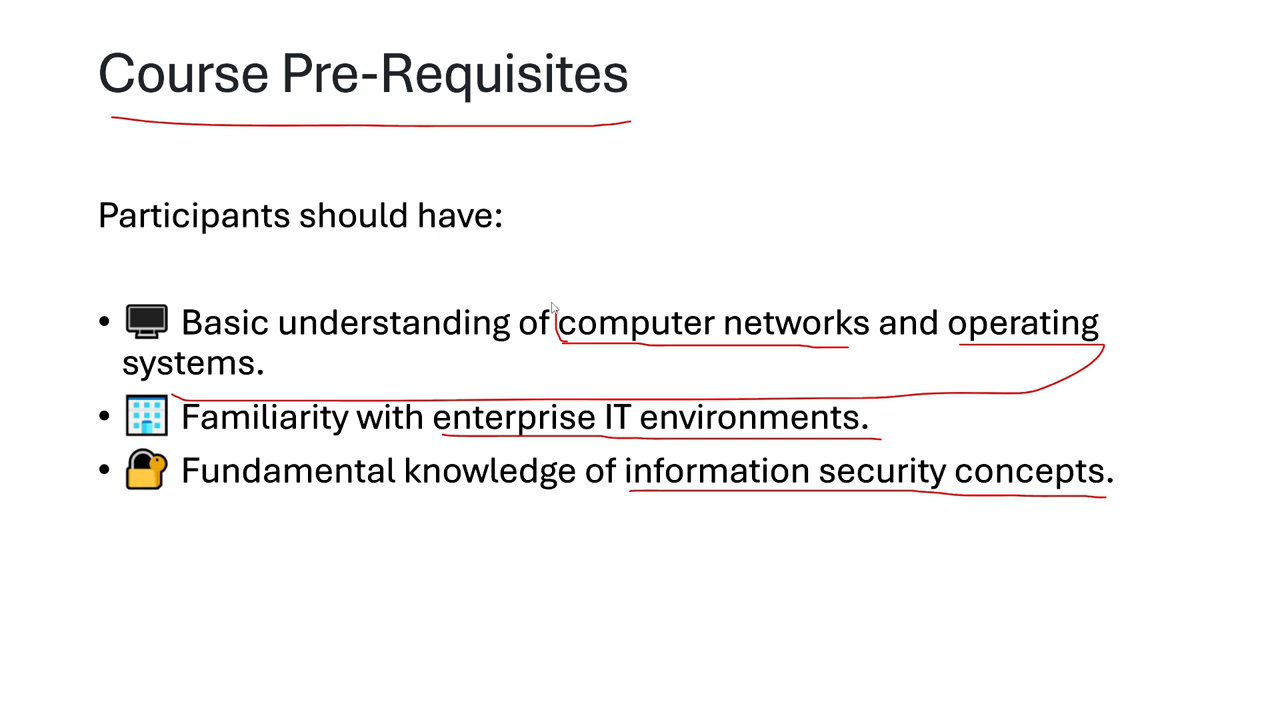 Course Pre-Requisites
Participants should have:
• Basic understanding of computer networks and operating
systems.
• Familiarity with enterprise IT environments.
• Fundamental knowledge of information security concepts.